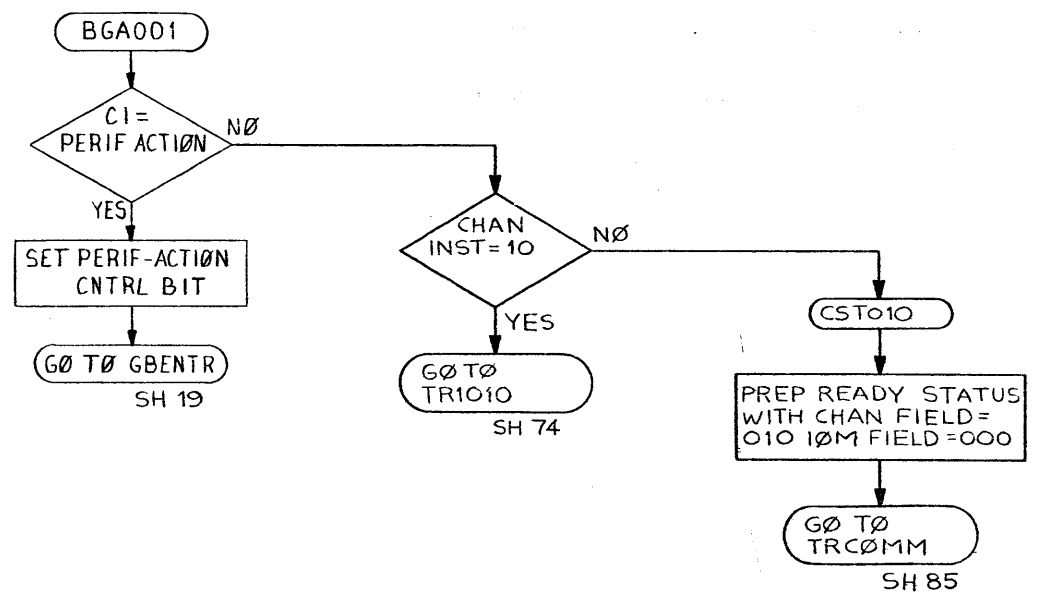 BGA001
CI=
PERIF ACTIØN
NØ
YES
SET PERIF-ACTIØN
CNTRL BIT
GØ TØ GBENTR
SH 19
CHAN
INST=10
NØ
YES
GØ TØ
TR1010
SH 74
CST010
PREP READY STATUS
WITH CHAN FIELD=
010 IØM FIELD=000
GØ TØ
TRCØMM
SH 85